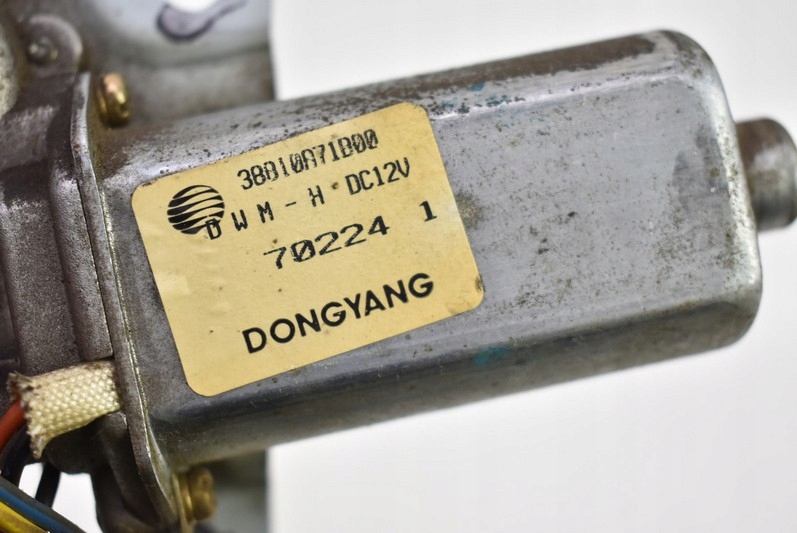 38810A71B00
DWM-H DC12V
70224 1
DONGYANG